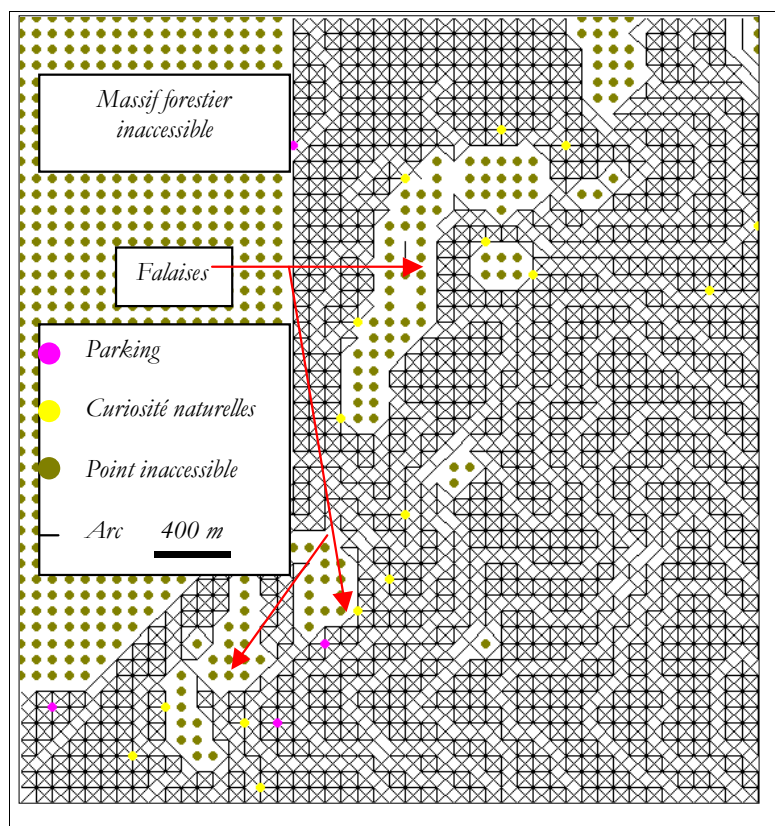 Massif forestier
inaccessible
Falaises
Parking
Curiosité naturelles
Point inaccessible
Arc 400 m